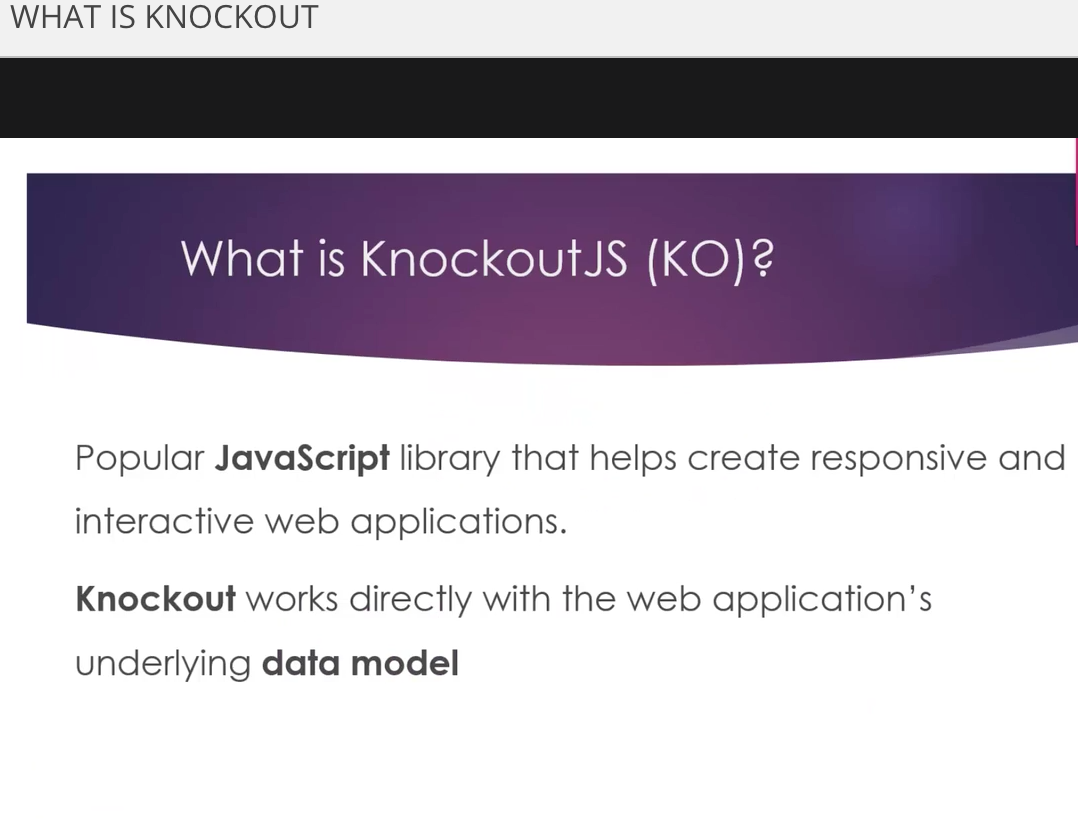 WHAT IS KNOCKOUT
What is KnockoutJS (KO)?
Popular JavaScript library that helps create responsive and
interactive web applications.
Knockout works directly with the web application’s
underlying data model